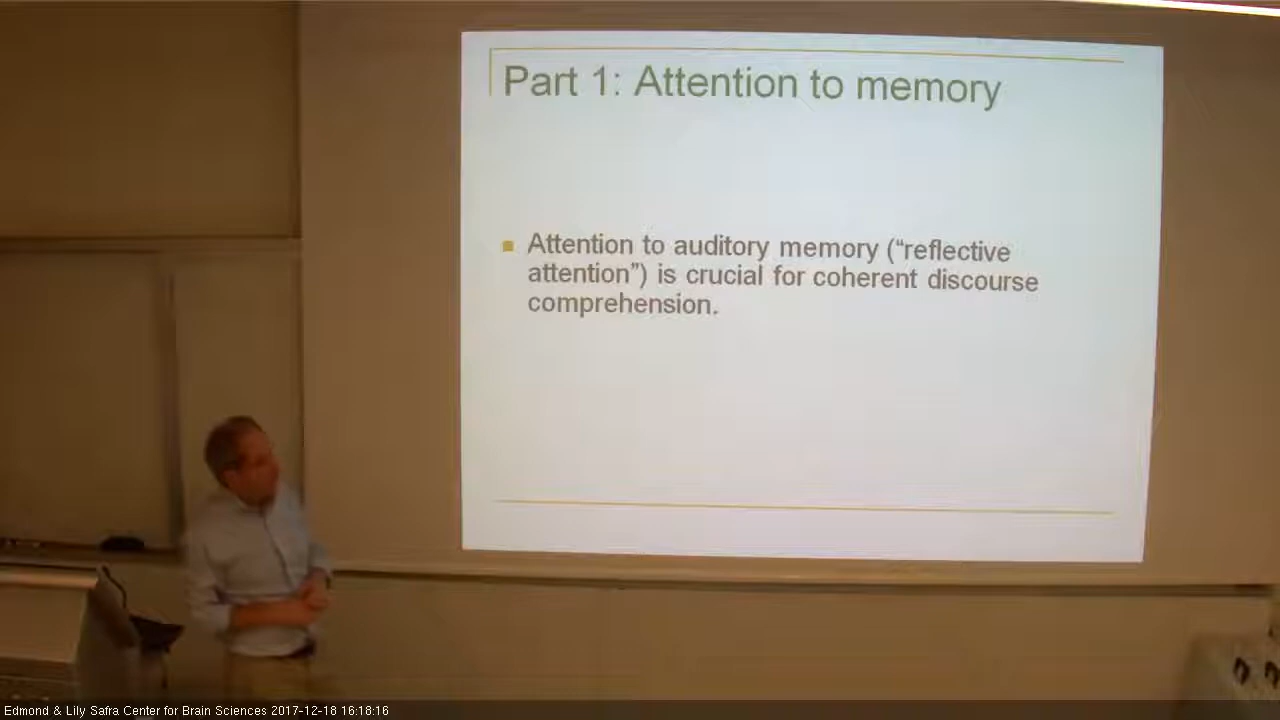 Part 1: Attention to memory
Attention to auditory memory (“reflective
attention”) is crucial for coherent discourse
comprehension.
Edmond & Lily Safra Center for Brain Sciences 2017-12-18 16:18:16